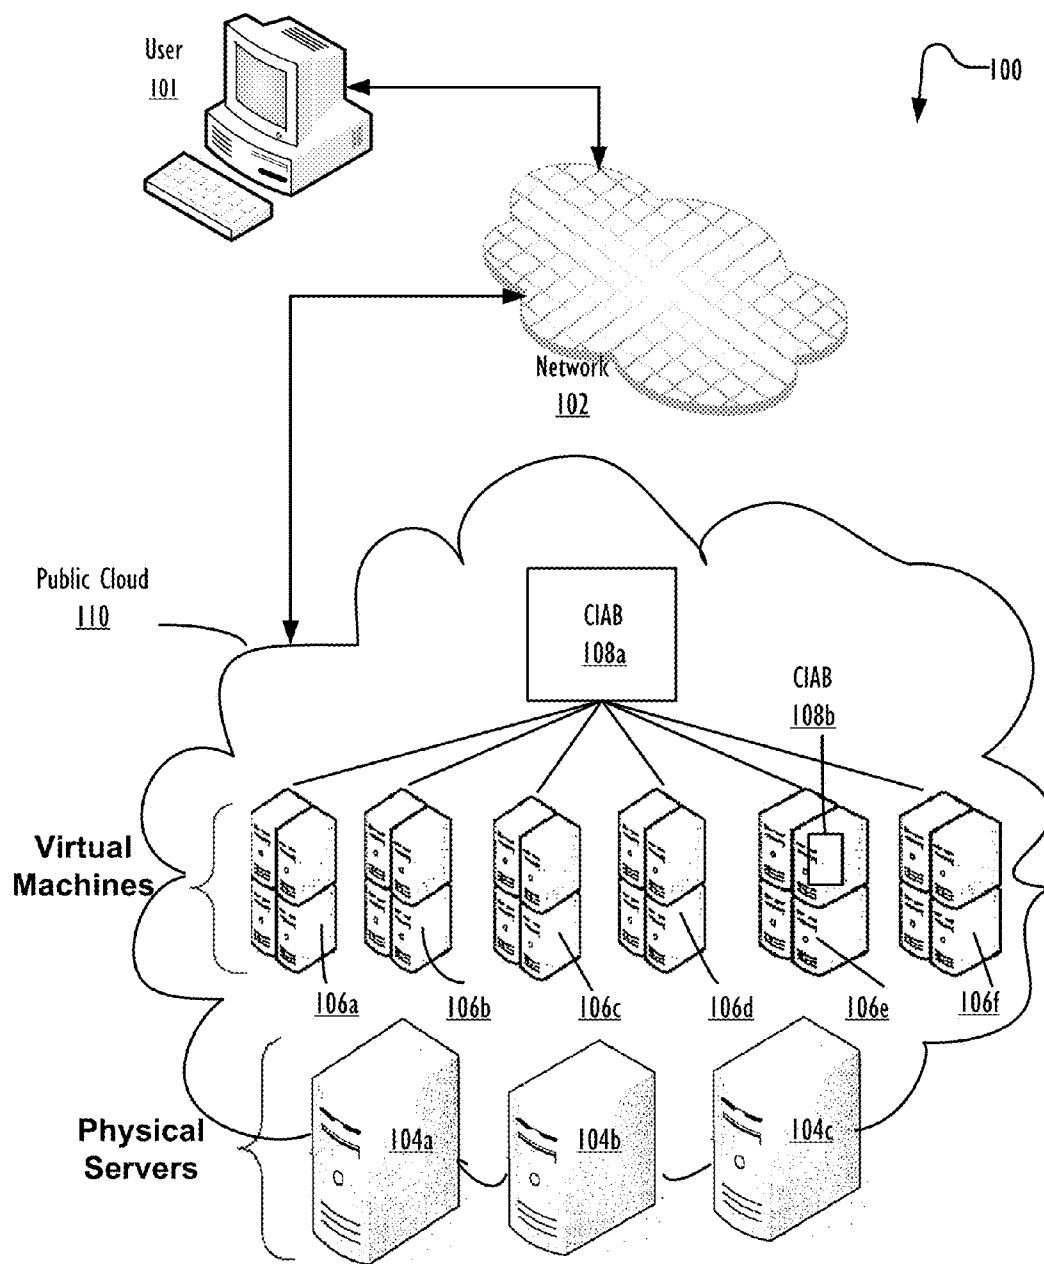 User
101
100
Network
102
Public Cloud
110
CIAB
108a
CIAB
108b
Virtual
Machines
106a
106b
106c
106d
106e
106f
Physical
Servers
104a
104b
104c